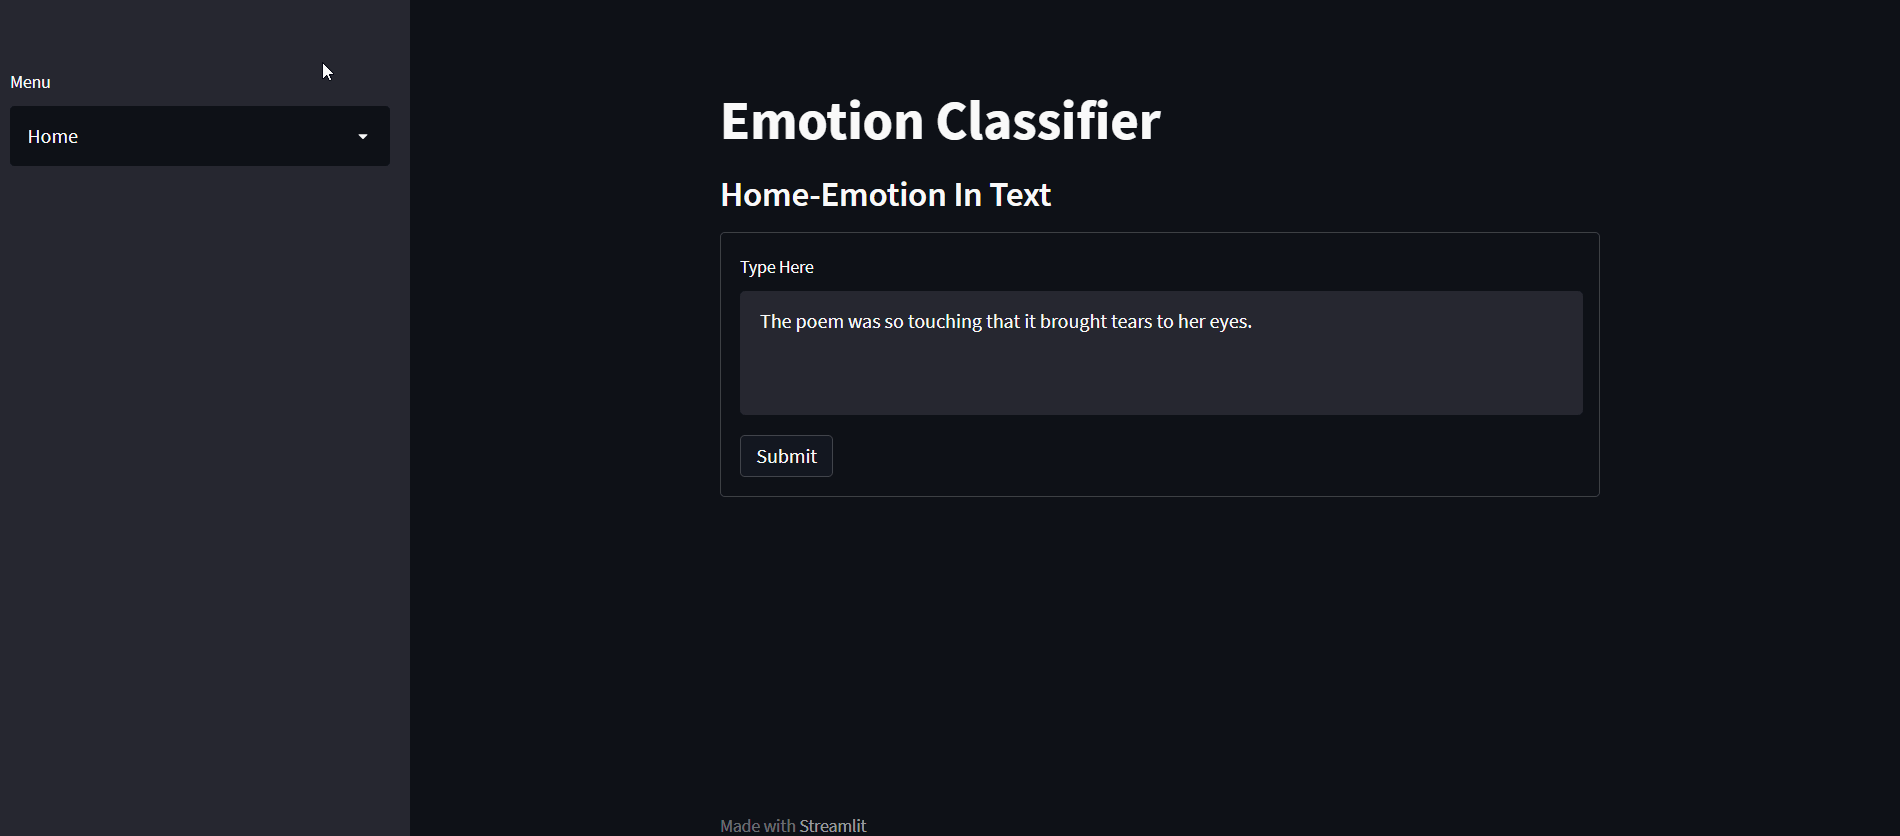 Menu
Home
Emotion Classifier
Home-Emotion In Text
Type Here
The poem was so touching that it brought tears to her eyes.
Submit
Made with Streamlit